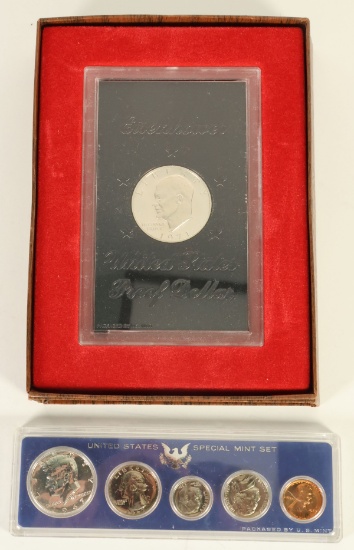 Eisenhower
United States
Proof Dollar
UNITED STATES SPECIAL MINT SET
PACKAGED BY U.S. MINT